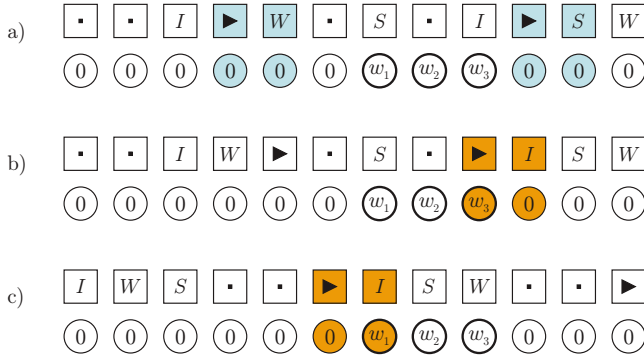 a) ▪ ▪ I ▶ W ▪ S ▪ I ▶ S W
0 0 0 0 0 0 w₁ w₂ w₃ 0 0 0
b) ▪ ▪ I W ▶ ▪ S ▪ ▶ I S W
0 0 0 0 0 0 w₁ w₂ w₃ 0 0 0
c) I W S ▪ ▪ ▶ I S W ▪ ▪ ▶
0 0 0 0 0 0 w₁ w₂ w₃ 0 0 0